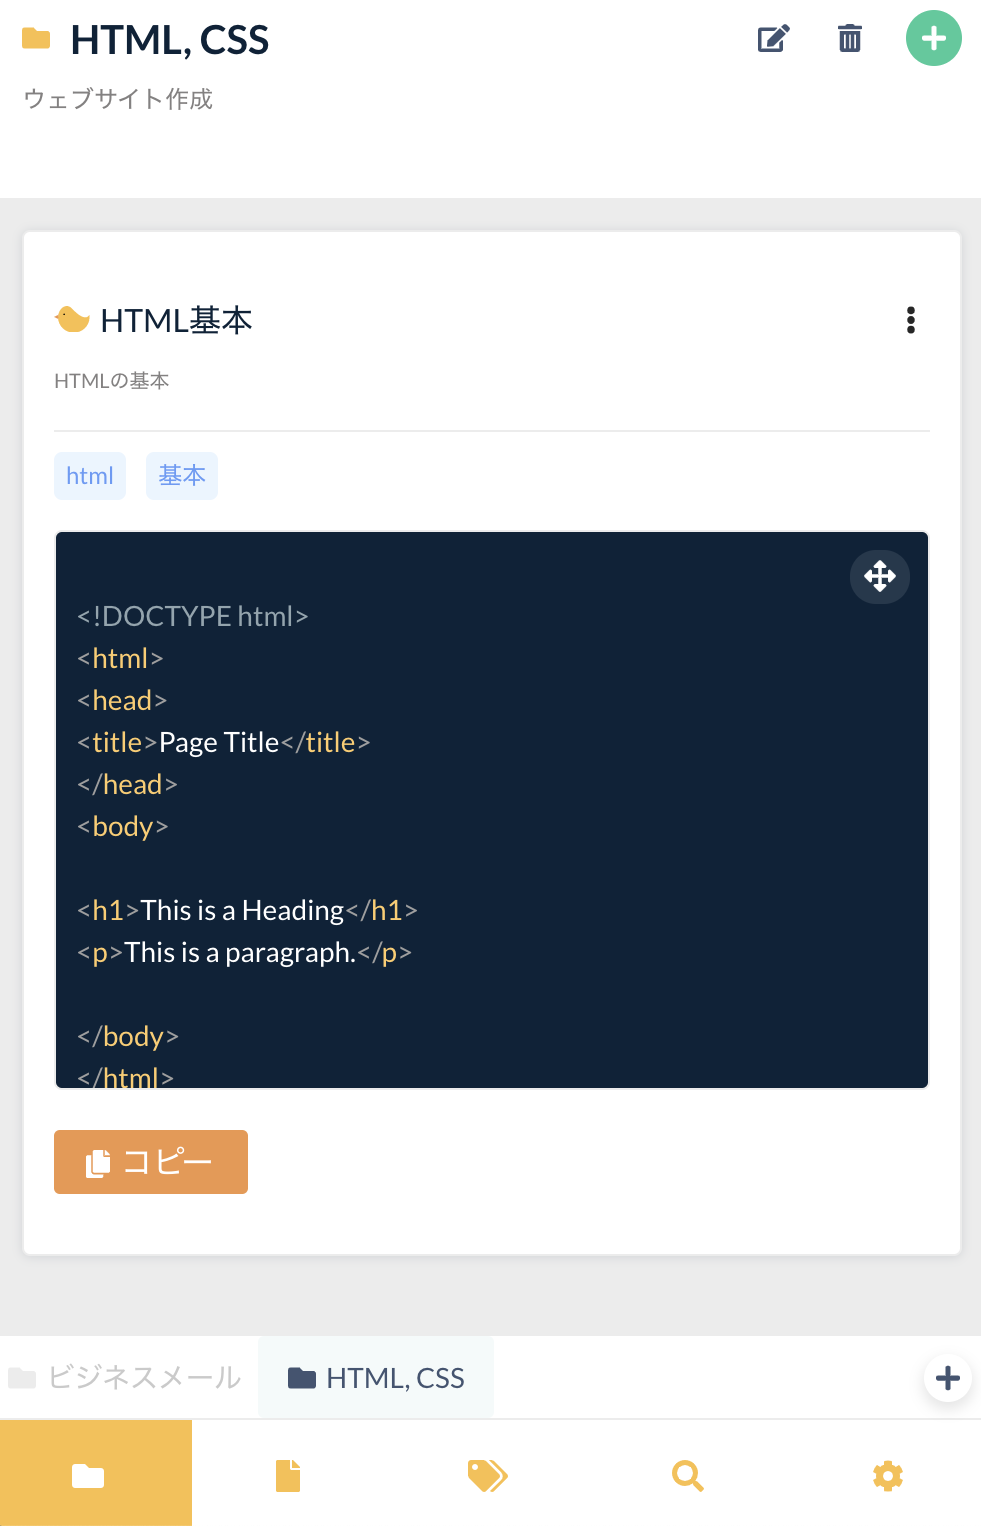 HTML, CSS
ウェブサイト作成
HTML基本
HTMLの基本
html 基本
<!DOCTYPE html>
<html>
<head>
<title>Page Title</title>
</head>
<body>
<h1>This is a Heading</h1>
<p>This is a paragraph.</p>
</body>
</html>
コピー
ビジネスメール HTML, CSS